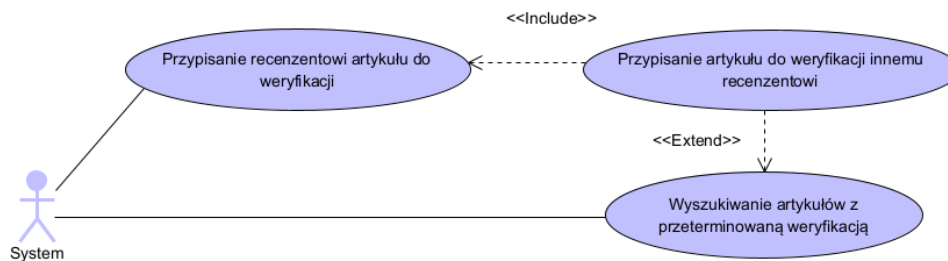 <<Include>>
Przypisanie recenzentowi artykułu do
weryfikacji
Przypisanie artykułu do weryfikacji innemu
recenzentowi
<<Extend>>
Wyszukiwanie artykułów z
przeterminowaną weryfikacją
System